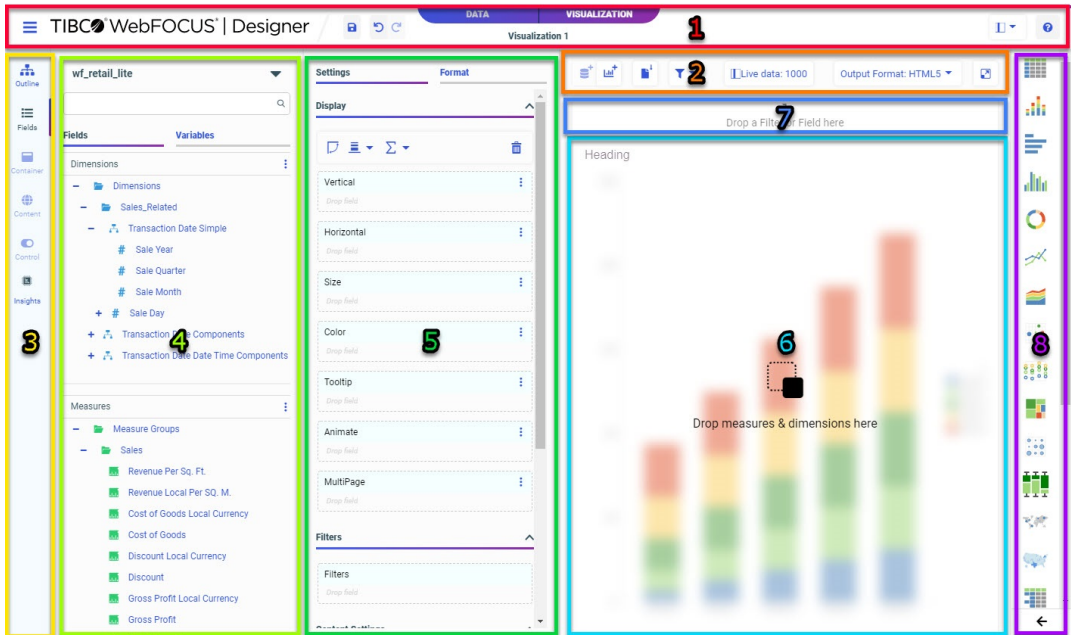 TIBCO WebFOCUS® | Designer
DATA
VISUALIZATION
Visualization 1
1
Outline
Fields
Container
Content
Control
Insights
3
wf_retail_lite
Fields
Variables
Dimensions
Dimensions
Sales_Related
Transaction Date Simple
Sale Year
Sale Quarter
Sale Month
Sale Day
Transaction Date Components
Transaction Date Date Time Components
4
Measures
Measure Groups
Sales
Revenue Per Sq. Ft.
Revenue Local Per SQ. M.
Cost of Goods Local Currency
Cost of Goods
Discount Local Currency
Discount
Gross Profit Local Currency
Gross Profit
Settings
Format
Display
Vertical
Drop field
Horizontal
Drop field
Size
Drop field
Color
Drop field
5
Tooltip
Drop field
Animate
Drop field
MultiPage
Drop field
Filters
Filters
Drop field
Content Settings
2
Live data: 1000
Output Format: HTML5
Drop a Filter or Field here
7
Heading
6
Drop measures & dimensions here
8